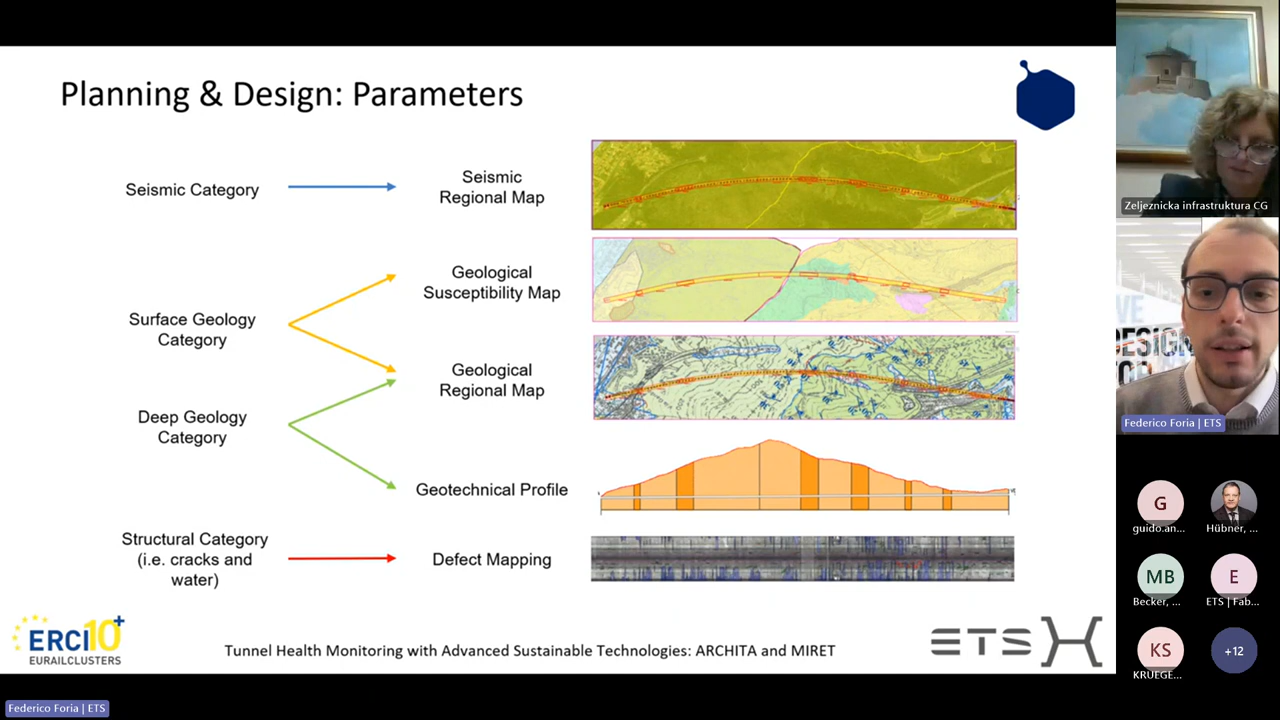 Planning & Design: Parameters
Seismic Category
Seismic
Regional Map
Surface Geology
Category
Geological
Susceptibility Map
Geological
Regional Map
Deep Geology
Category
Geotechnical Profile
Structural Category
(i.e. cracks and
water)
Defect Mapping
ERCI10+
EURAILCLUSTERS
Tunnel Health Monitoring with Advanced Sustainable Technologies: ARCHITA and MIRET
ETS
Federico Foria | ETS
Zeljeznicka infrastruktura CG
DESIGN
Federico Foria | ETS
G
guido.an...
Hübner, ...
MB
Becker, ...
E
ETS | Fab...
KS
KRUEGE...
+12